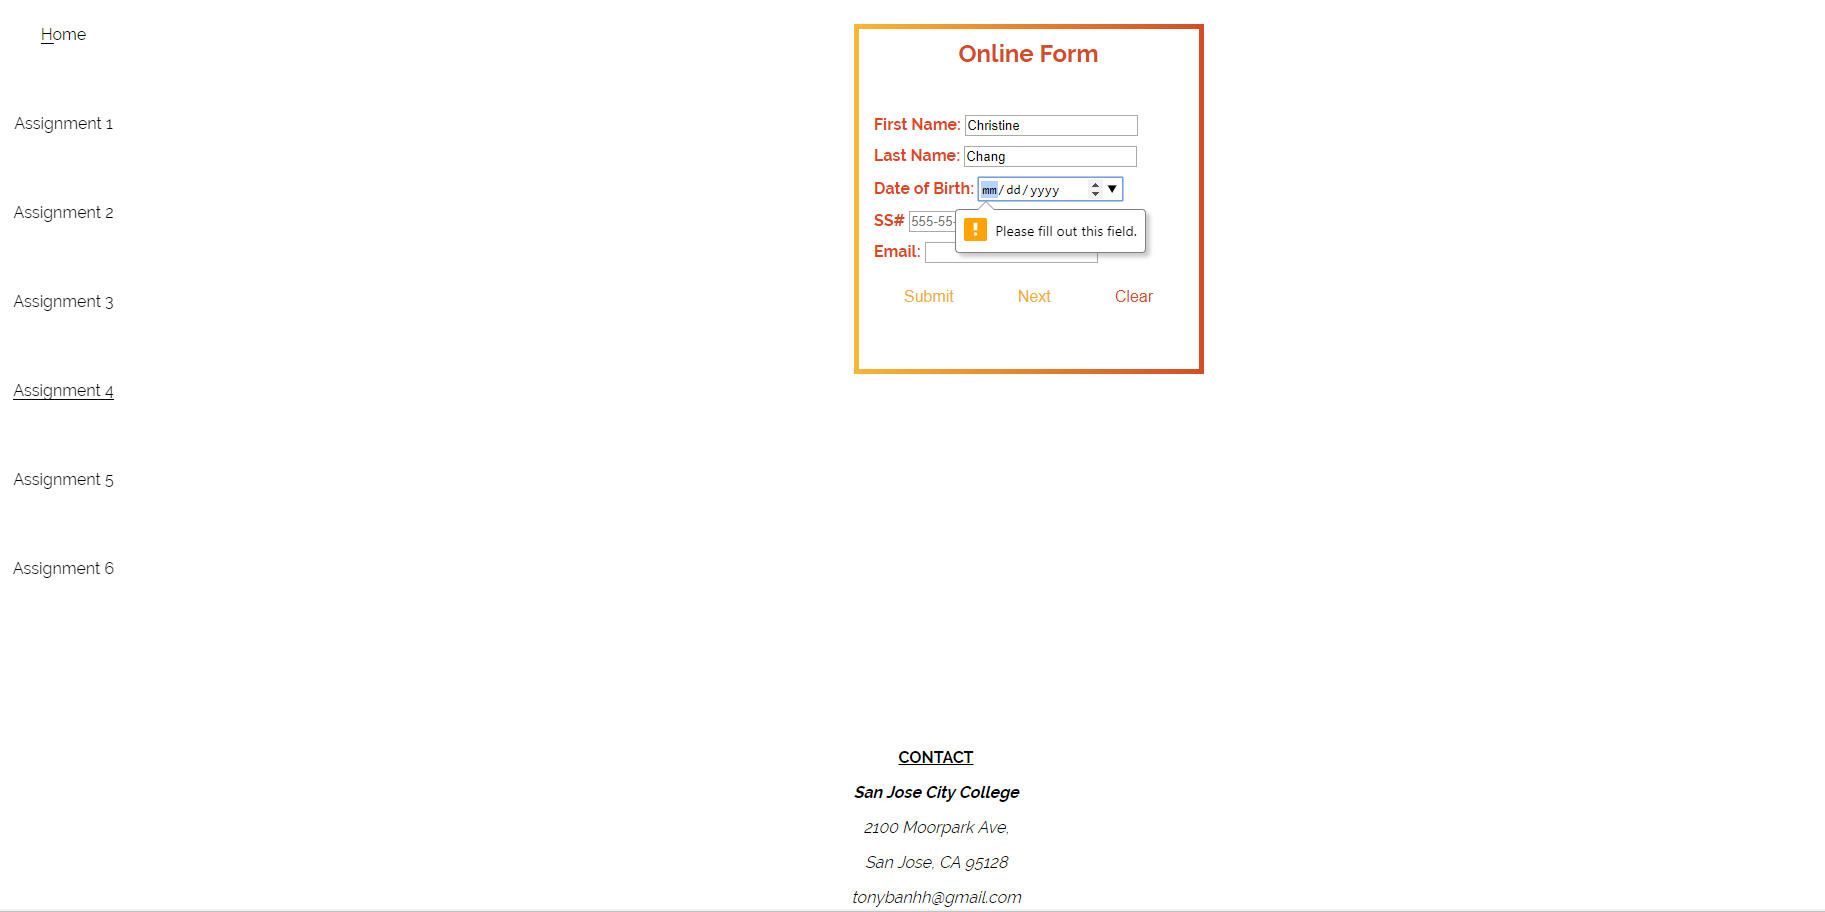 Home
Assignment 1
Assignment 2
Assignment 3
Assignment 4
Assignment 5
Assignment 6
Online Form
First Name: Christine
Last Name: Chang
Date of Birth: mm/dd/yyyy
SS# 555-55-
Please fill out this field.
Email:
Submit Next Clear
CONTACT
San Jose City College
2100 Moorpark Ave,
San Jose, CA 95128
tonybanhh@gmail.com